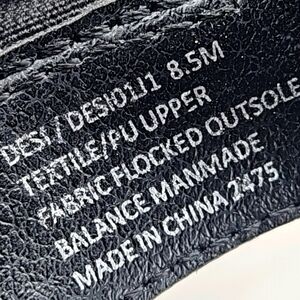 DESI / DESI01J1 8.5M
TEXTILE/PU UPPER
FABRIC FLOCKED OUTSOLE
BALANCE MANMADE
MADE IN CHINA 2475